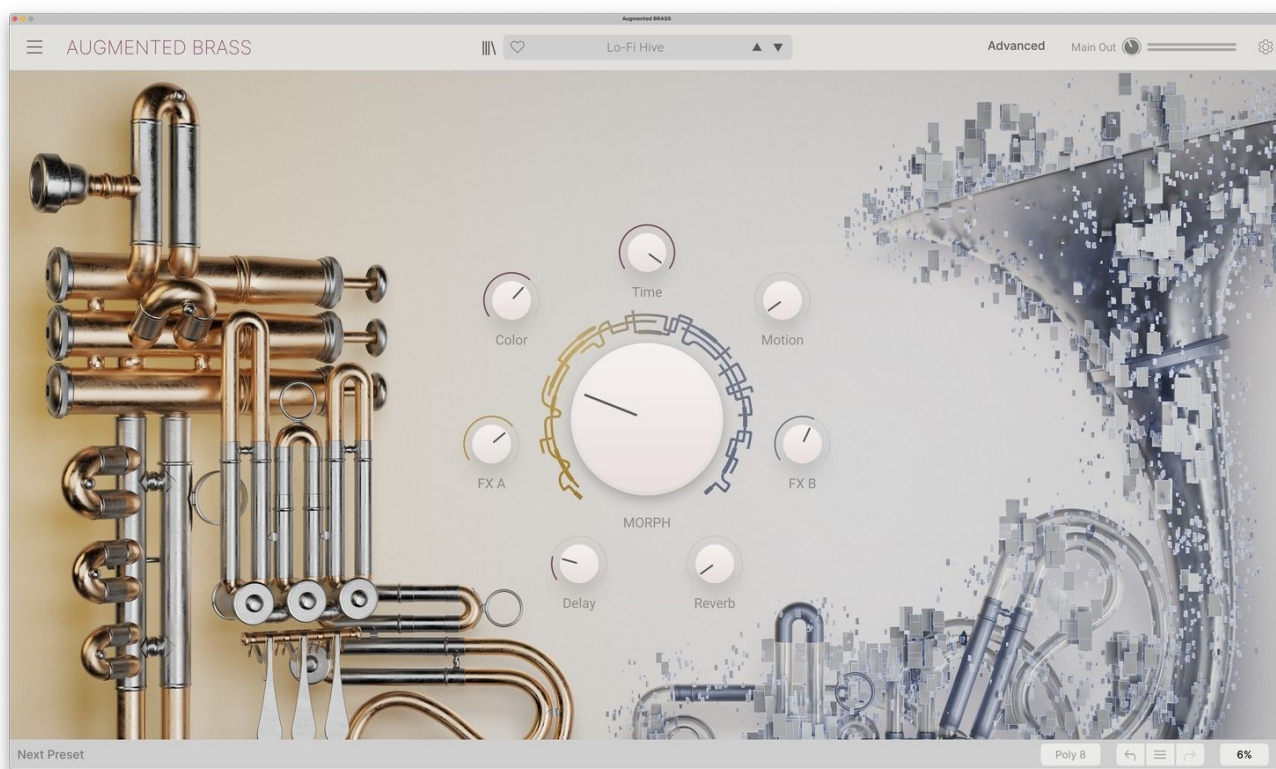 Augmented BRASS
AUGMENTED BRASS
Lo-Fi Hive
Advanced
Main Out
Time
Color
Motion
FX A
FX B
MORPH
Delay
Reverb
Next Preset
Poly 8
6%